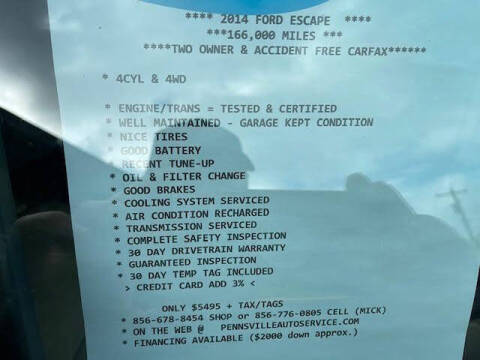 **** 2014 FORD ESCAPE ****
***166,000 MILES ***
****TWO OWNER & ACCIDENT FREE CARFAX******
* 4CYL & 4WD
* ENGINE/TRANS = TESTED & CERTIFIED
* WELL MAINTAINED - GARAGE KEPT CONDITION
* NICE TIRES
* GOOD BATTERY
* RECENT TUNE-UP
* OIL & FILTER CHANGE
* GOOD BRAKES
* COOLING SYSTEM SERVICED
* AIR CONDITION RECHARGED
* TRANSMISSION SERVICED
* COMPLETE SAFETY INSPECTION
* 30 DAY DRIVETRAIN WARRANTY
* GUARANTEED INSPECTION
* 30 DAY TEMP TAG INCLUDED
> CREDIT CARD ADD 3% <
ONLY $5495 + TAX/TAGS
* 856-678-8454 SHOP or 856-776-0805 CELL (MICK)
* ON THE WEB @ PENNSVILLEAUTOSERVICE.COM
* FINANCING AVAILABLE ($2000 down approx.)